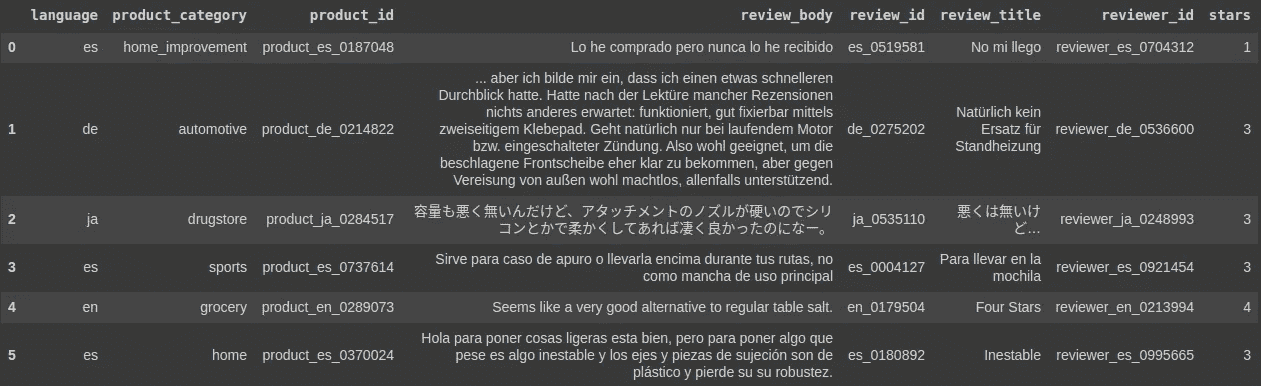 language product_category product_id review_body review_id review_title reviewer_id stars
0 es home_improvement product_es_0187048 Lo he comprado pero nunca lo he recibido es_0519581 No mi llego reviewer_es_0704312 1
1 de automotive product_de_0214822
... aber ich bilde mir ein, dass ich einen etwas schnelleren
Durchblick hatte. Hatte nach der Lektüre mancher Rezensionen
nichts anderes erwartet: funktioniert, gut fixierbar mittels
zweiseitigem Klebepad. Geht natürlich nur bei laufendem Motor
bzw. eingeschalteter Zündung. Also wohl geeignet, um die
beschlagene Frontscheibe eher klar zu bekommen, aber gegen
Vereisung von außen wohl machtlos, allenfalls unterstützend.
de_0275202
Natürlich kein
Ersatz für
Standheizung
reviewer_de_0536600 3
2 ja drugstore product_ja_0284517
容量も悪く無いんだけど、アタッチメントのノズルが硬いのでシリ
コンとかで柔かくしてあれば凄く良かったのになー。
ja_0535110
悪くは無いけ
ど…
reviewer_ja_0248993 3
3 es sports product_es_0737614
Sirve para caso de apuro o llevarla encima durante tus rutas, no
como mancha de uso principal
es_0004127
Para llevar en la
mochila
reviewer_es_0921454 3
4 en grocery product_en_0289073 Seems like a very good alternative to regular table salt. en_0179504 Four Stars reviewer_en_0213994 4
5 es home product_es_0370024
Hola para poner cosas ligeras esta bien, pero para poner algo que
pese es algo inestable y los ejes y piezas de sujeción son de
plástico y pierde su su robustez.
es_0180892 Inestable reviewer_es_0995665 3